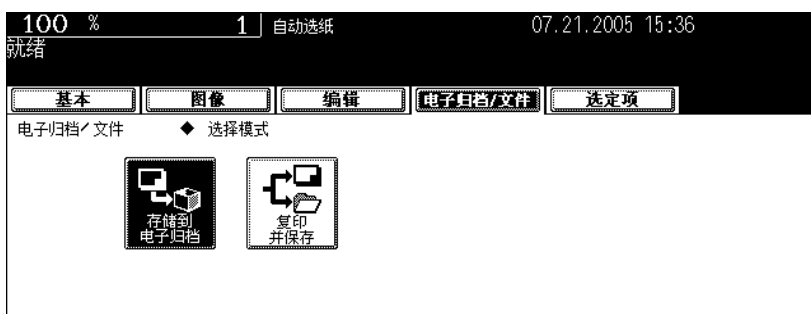 100 % 1 自动选纸 07.21.2005 15:36
就绪
基本 图像 编辑 电子归档/文件 选定项
电子归档/文件 ◆ 选择模式
存储到 复印
电子归档 并保存